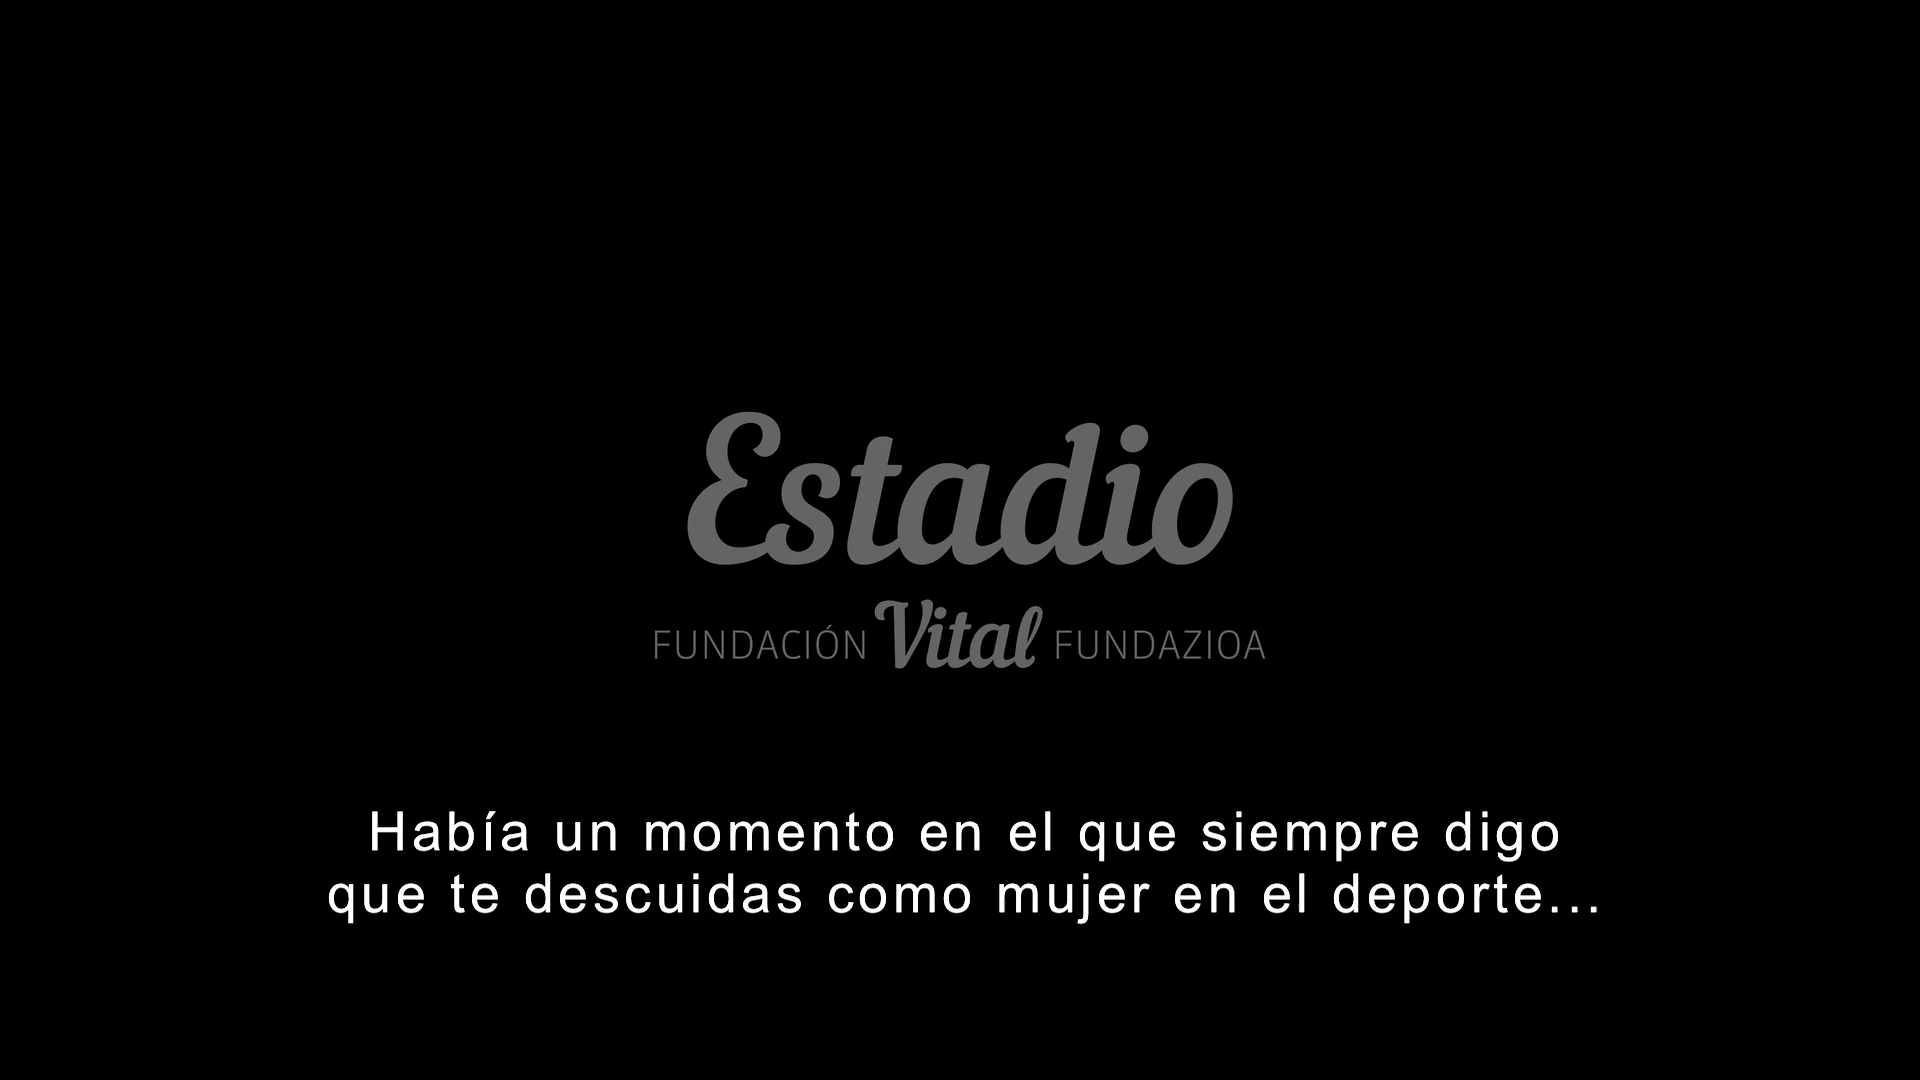 Estadio
FUNDACIÓN Vital FUNDAZIOA
Había un momento en el que siempre digo
que te descuidas como mujer en el deporte...